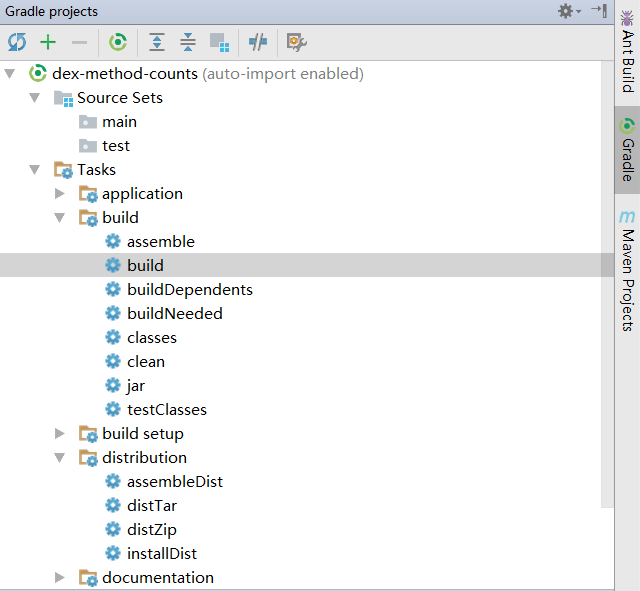 Gradle projects
dex-method-counts (auto-import enabled)
Source Sets
main
test
Tasks
application
build
assemble
build
buildDependents
buildNeeded
classes
clean
jar
testClasses
build setup
distribution
assembleDist
distTar
distZip
installDist
documentation
Ant Build
Gradle
m
Maven Projects